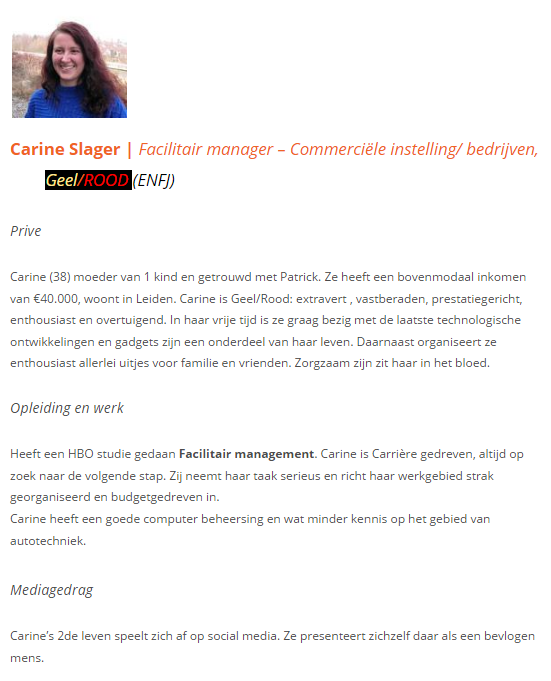 Carine Slager | Facilitair manager – Commerciële instelling/ bedrijven,
Geel/ROOD (ENFJ)
Prive
Carine (38) moeder van 1 kind en getrouwd met Patrick. Ze heeft een bovenmodaal inkomen
van €40.000, woont in Leiden. Carine is Geel/Rood: extravert , vastberaden, prestatiegericht,
enthousiast en overtuigend. In haar vrije tijd is ze graag bezig met de laatste technologische
ontwikkelingen en gadgets zijn een onderdeel van haar leven. Daarnaast organiseert ze
enthousiast allerlei uitjes voor familie en vrienden. Zorgzaam zijn zit haar in het bloed.
Opleiding en werk
Heeft een HBO studie gedaan Facilitair management. Carine is Carrière gedreven, altijd op
zoek naar de volgende stap. Zij neemt haar taak serieus en richt haar werkgebied strak
georganiseerd en budgetgedreven in.
Carine heeft een goede computer beheersing en wat minder kennis op het gebied van
autotechniek.
Mediagedrag
Carine's 2de leven speelt zich af op social media. Ze presenteert zichzelf daar als een bevlogen
mens.